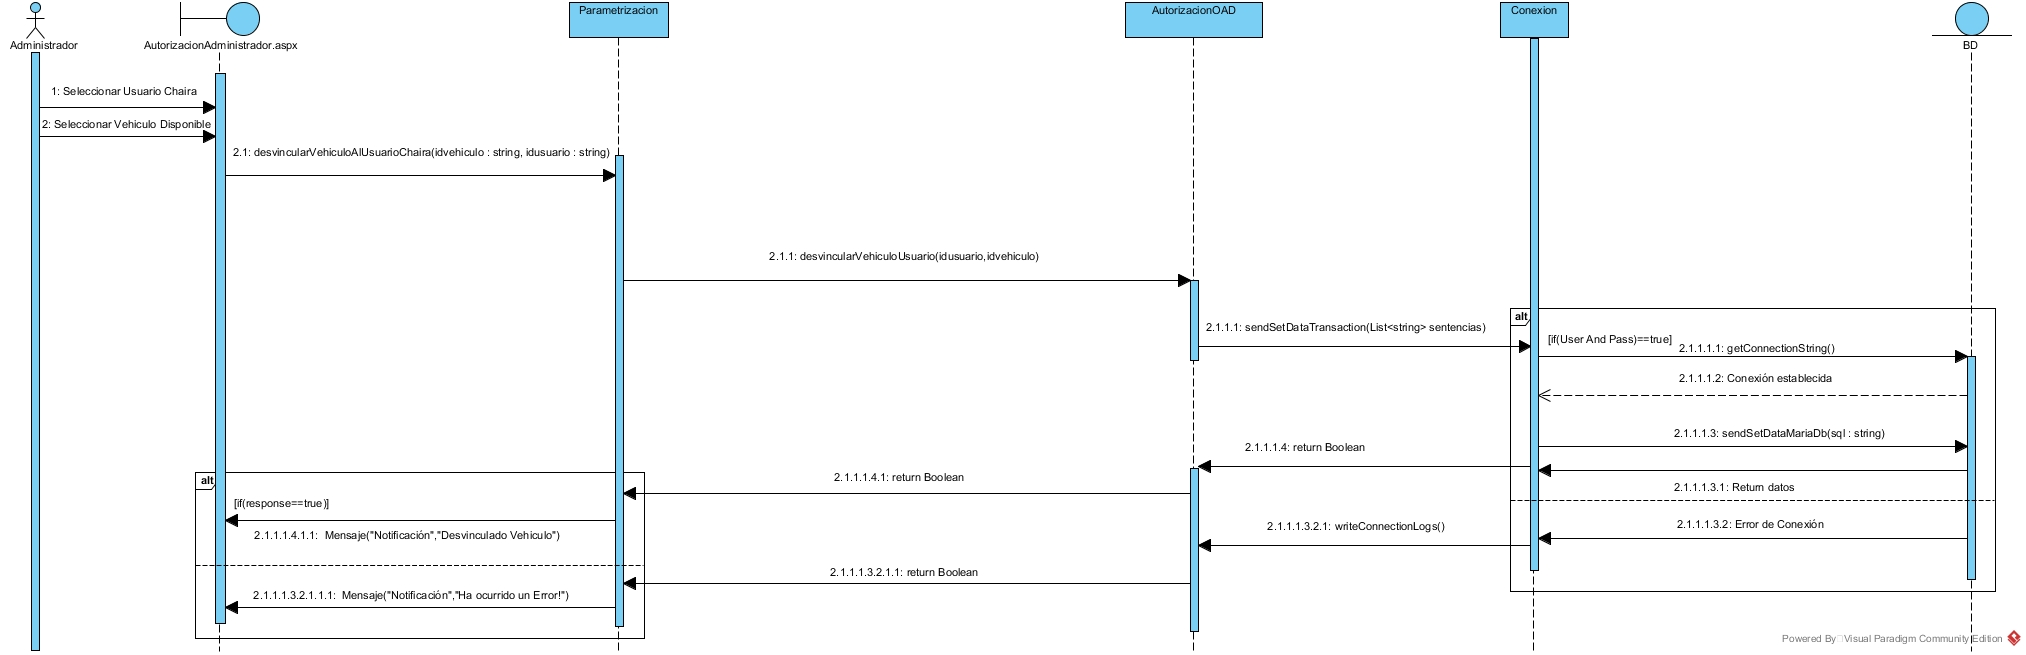 Administrador
AutorizacionAdministrador.aspx
Parametrizacion
AutorizacionOAD
Conexion
BD
1: Seleccionar Usuario Chaira
2: Seleccionar Vehiculo Disponible
2.1: desvincularVehiculoAlUsuarioChaira(idvehiculo : string, idusuario : string)
2.1.1: desvincularVehiculoUsuario(idusuario,idvehiculo)
alt
2.1.1.1: sendSetDataTransaction(List<string> sentencias)
[if(User And Pass)==true]
2.1.1.1.1: getConnectionString()
2.1.1.1.2: Conexión establecida
2.1.1.1.3: sendSetDataMariaDb(sql : string)
2.1.1.1.4: return Boolean
2.1.1.1.4.1: return Boolean
alt
2.1.1.1.3.1: Return datos
[if(response==true)]
2.1.1.1.3.2: Error de Conexión
2.1.1.1.3.2.1: writeConnectionLogs()
2.1.1.1.4.1.1: Mensaje("Notificación","Desvinculado Vehiculo")
2.1.1.1.3.2.1.1: return Boolean
2.1.1.1.3.2.1.1.1: Mensaje("Notificación","Ha ocurrido un Error!")
Powered By Visual Paradigm Community Edition